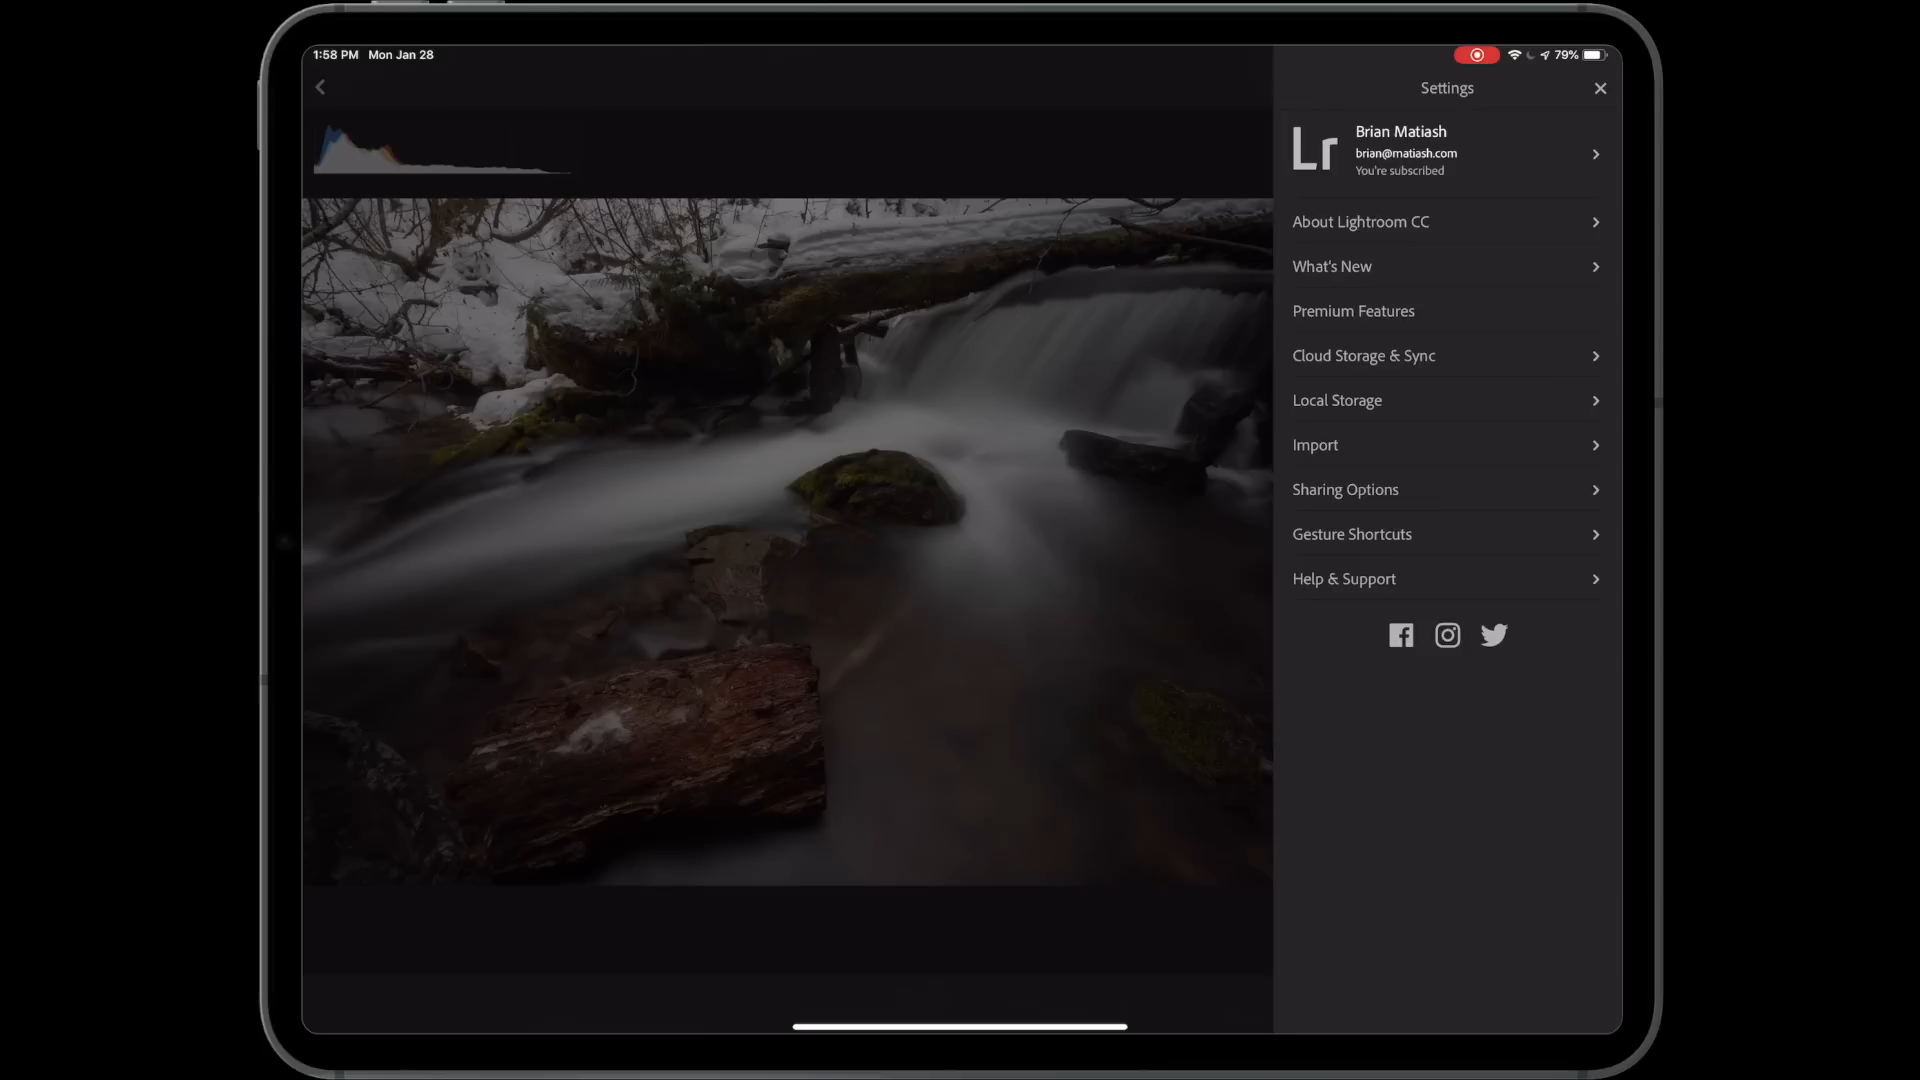 1:58 PM Mon Jan 28
79%
Settings
Lr
Brian Matiash
brian@matiash.com
You're subscribed
About Lightroom CC
What's New
Premium Features
Cloud Storage & Sync
Local Storage
Import
Sharing Options
Gesture Shortcuts
Help & Support